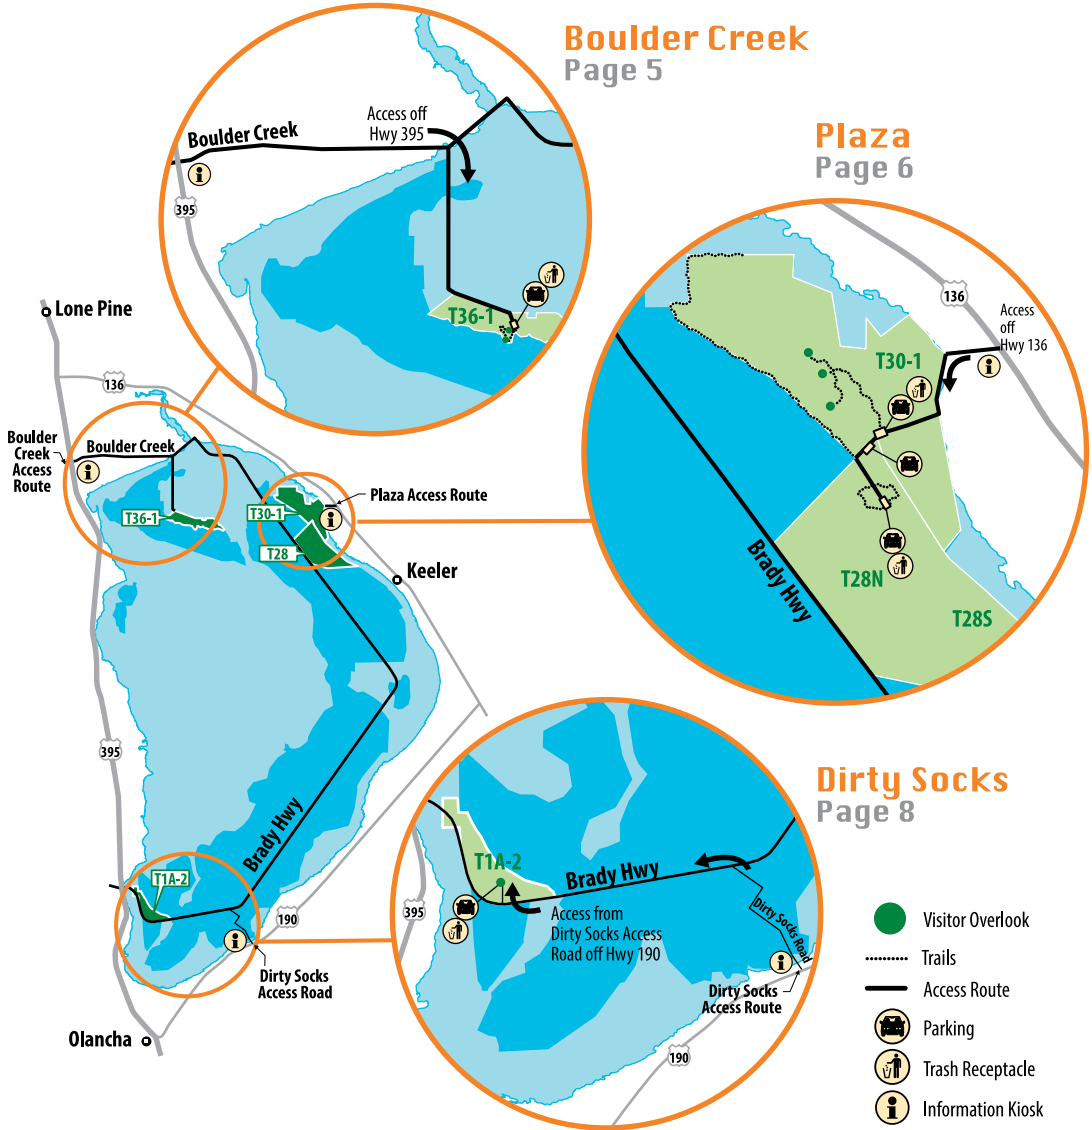 Boulder Creek
Page 5
Access off
Hwy 395
Boulder Creek
395
T36-1
Plaza
Page 6
136
Access
off
Hwy 136
T30-1
T28N
T28S
Brady Hwy
Lone Pine
136
Boulder
Creek
Access
Route
Boulder Creek
T36-1
T30-1
T28
Plaza Access Route
Keeler
395
Brady Hwy
T1A-2
190
Dirty Socks
Access Road
Olancha
Dirty Socks
Page 8
T1A-2
Brady Hwy
395
Access from
Dirty Socks Access
Road off Hwy 190
Dirty Socks Road
Dirty Socks
Access Route
190
Visitor Overlook
Trails
Access Route
Parking
Trash Receptacle
Information Kiosk